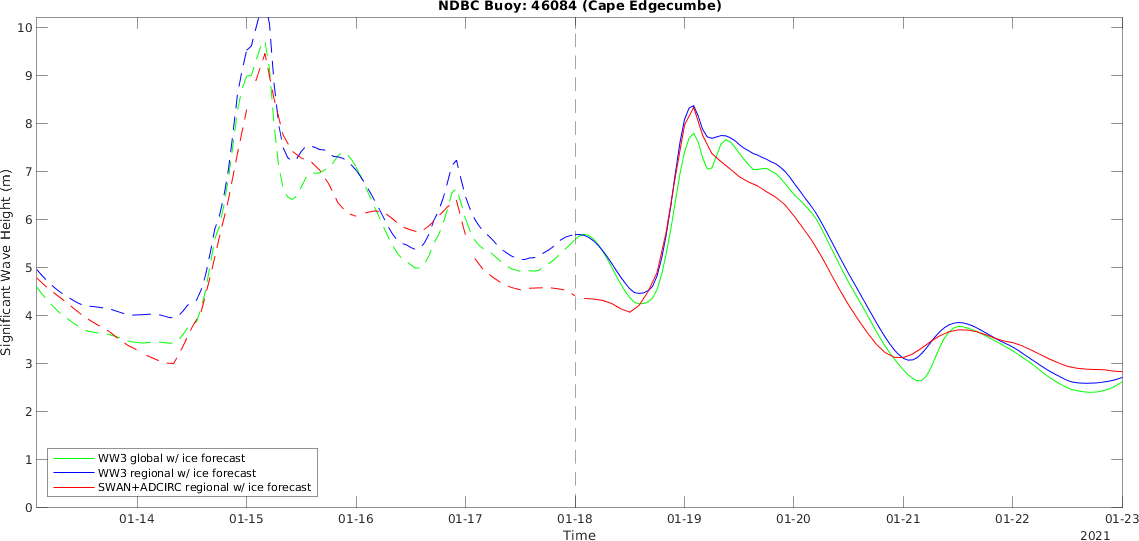 NDBC Buoy: 46084 (Cape Edgecumbe)
10
9
8
7
6
5
4
3
2
1
0
Significant Wave Height (m)
WW3 global w/ ice forecast
WW3 regional w/ ice forecast
SWAN+ADCIRC regional w/ ice forecast
01-14 01-15 01-16 01-17 01-18 01-19 01-20 01-21 01-22 01-23
Time
2021